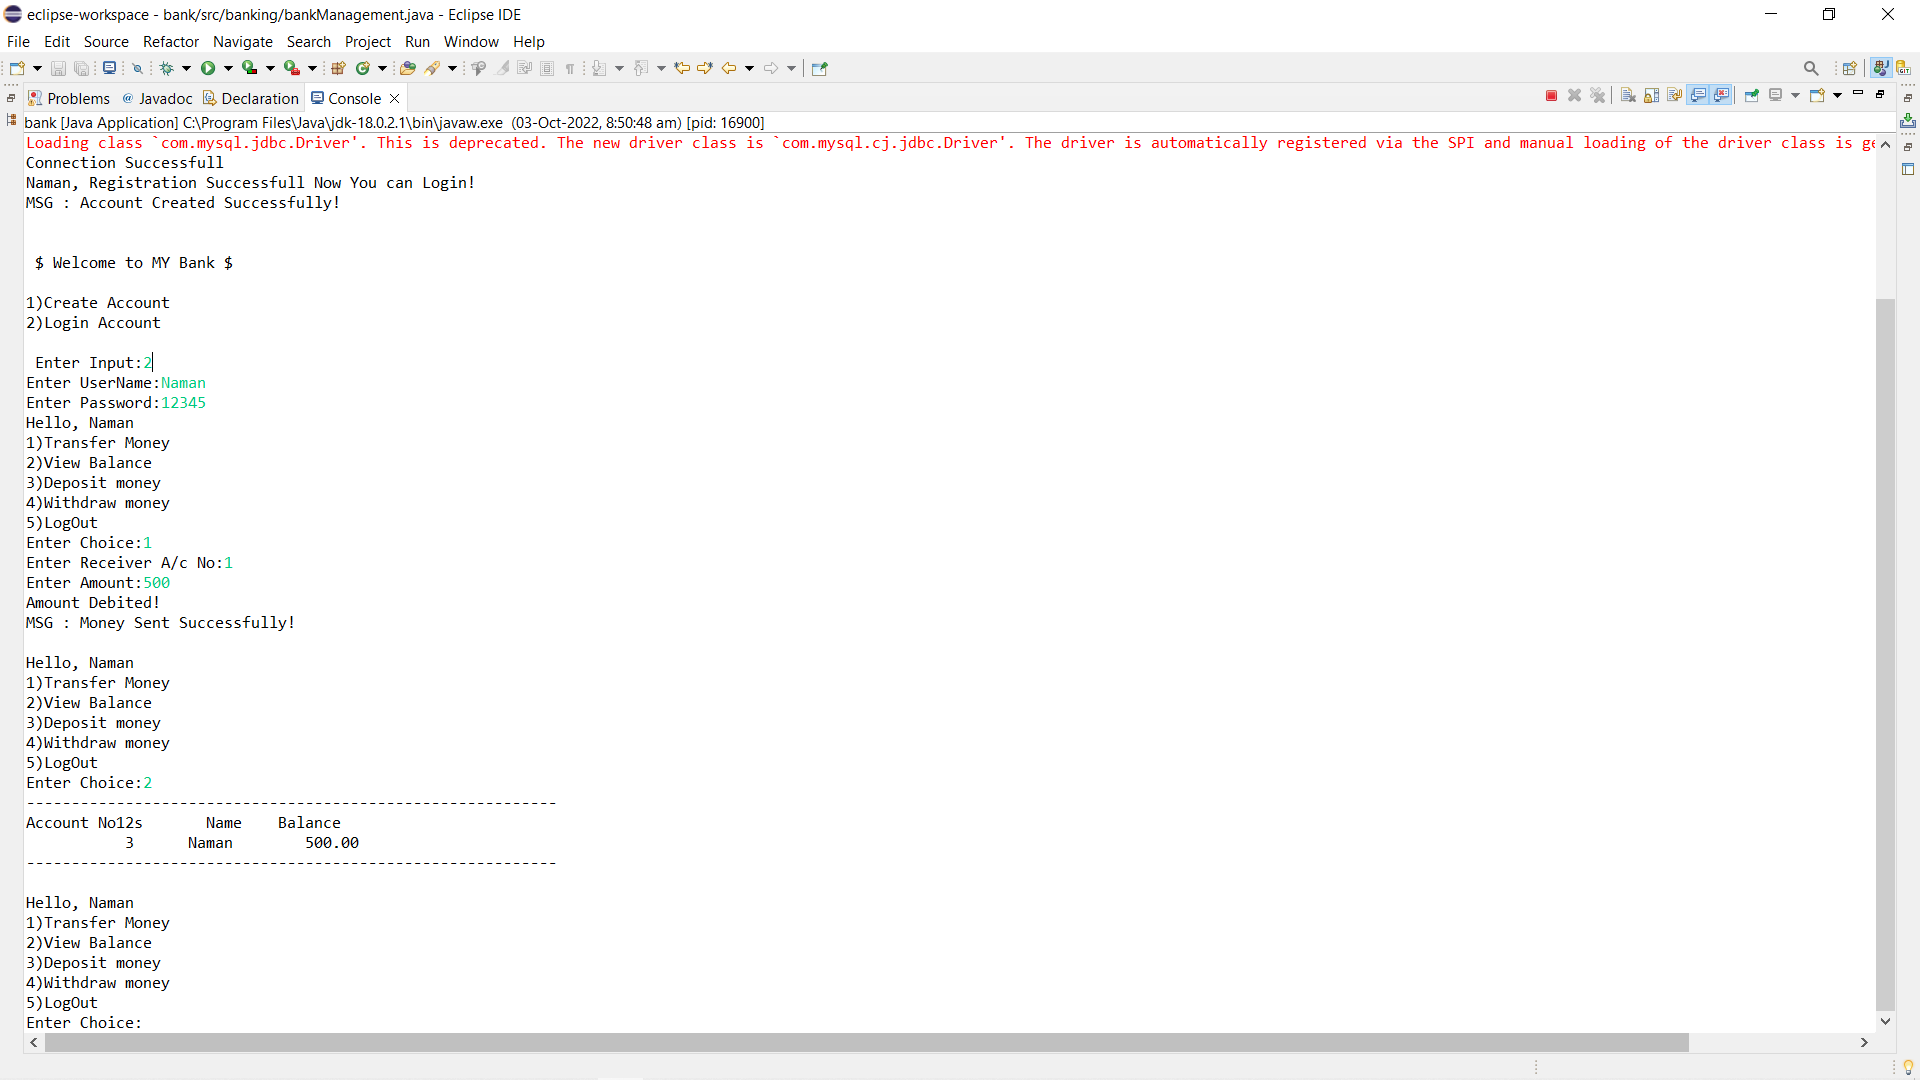 eclipse-workspace - bank/src/banking/bankManagement.java - Eclipse IDE
File Edit Source Refactor Navigate Search Project Run Window Help
Problems @ Javadoc Declaration Console
bank [Java Application] C:\Program Files\Java\jdk-18.0.2.1\bin\javaw.exe (03-Oct-2022, 8:50:48 am) [pid: 16900]
Loading class `com.mysql.jdbc.Driver'. This is deprecated. The new driver class is `com.mysql.cj.jdbc.Driver'. The driver is automatically registered via the SPI and manual loading of the driver class is ge
Connection Successfull
Naman, Registration Successfull Now You can Login!
MSG : Account Created Successfully!
$ Welcome to MY Bank $
1)Create Account
2)Login Account
Enter Input:2
Enter UserName:Naman
Enter Password:12345
Hello, Naman
1)Transfer Money
2)View Balance
3)Deposit money
4)Withdraw money
5)LogOut
Enter Choice:1
Enter Receiver A/c No:1
Enter Amount:500
Amount Debited!
MSG : Money Sent Successfully!
Hello, Naman
1)Transfer Money
2)View Balance
3)Deposit money
4)Withdraw money
5)LogOut
Enter Choice:2
-----------------------------------------------------------
Account No12s Name Balance
3 Naman 500.00
-----------------------------------------------------------
Hello, Naman
1)Transfer Money
2)View Balance
3)Deposit money
4)Withdraw money
5)LogOut
Enter Choice: